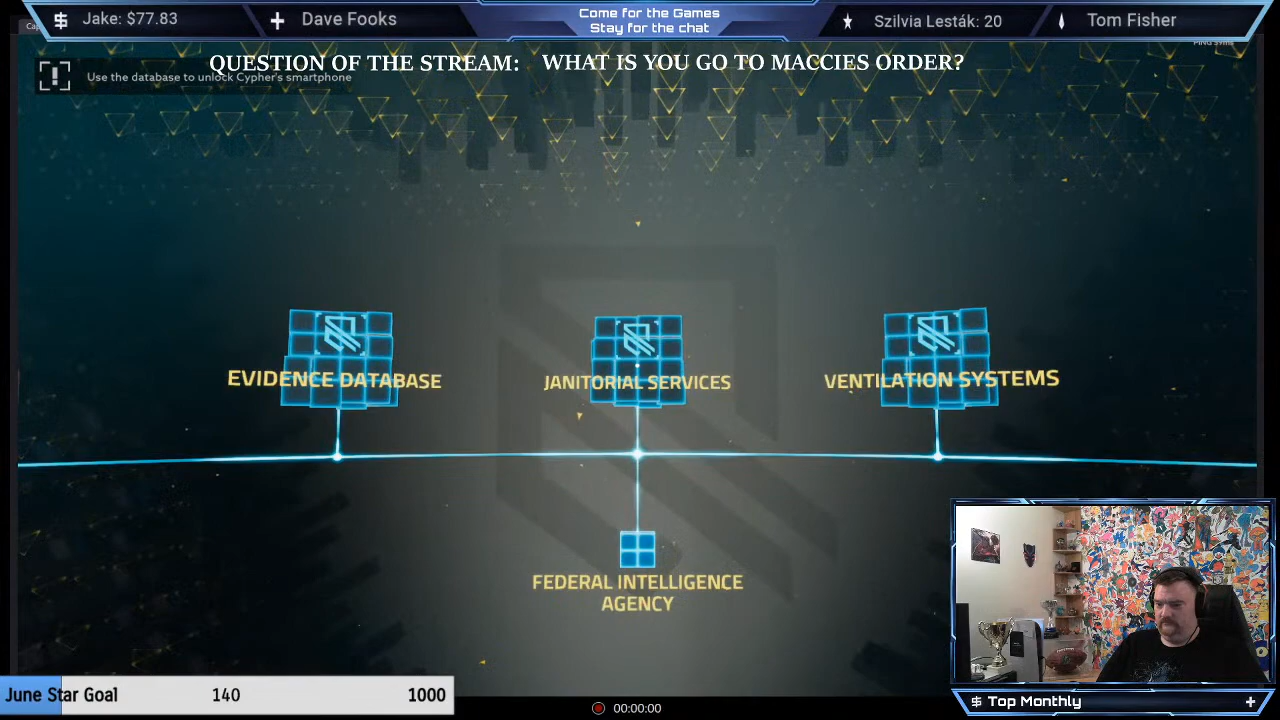 Jake: $77.83
Dave Fooks
Come for the Games
Stay for the chat
Szilvia Lesták: 20
Tom Fisher
QUESTION OF THE STREAM: WHAT IS YOU GO TO MACCIES ORDER?
Use the database to unlock Cypher's smartphone
EVIDENCE DATABASE
JANITORIAL SERVICES
VENTILATION SYSTEMS
FEDERAL INTELLIGENCE
AGENCY
June Star Goal 140 1000
00:00:00
Top Monthly